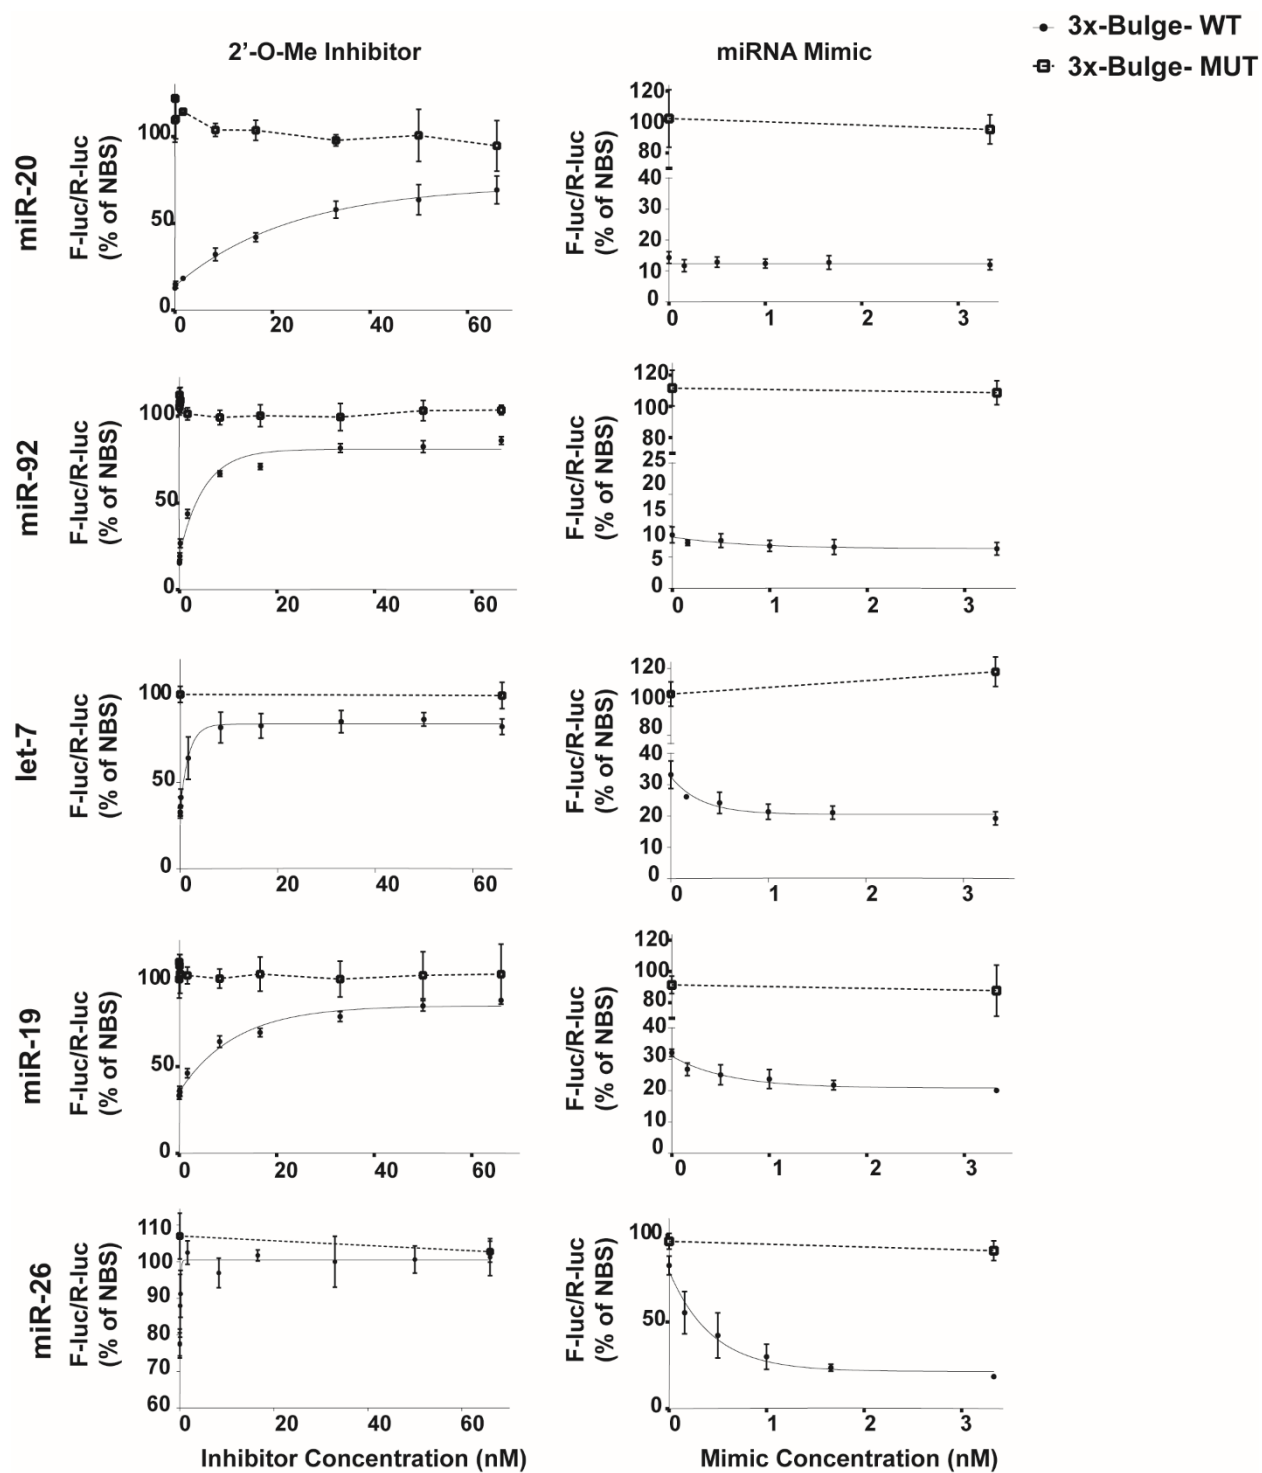 3x-Bulge- WT
3x-Bulge- MUT
2’-O-Me Inhibitor
miRNA Mimic
miR-20
F-luc/R-luc
(% of NBS)
100
50
0
0 20 40 60
F-luc/R-luc
(% of NBS)
120
100
80
40
30
20
10
0
0 1 2 3
miR-92
F-luc/R-luc
(% of NBS)
100
50
0
0 20 40 60
F-luc/R-luc
(% of NBS)
120
100
80
25
20
15
10
5
0
0 1 2 3
let-7
F-luc/R-luc
(% of NBS)
100
50
0
0 20 40 60
F-luc/R-luc
(% of NBS)
120
100
80
40
30
20
10
0
0 1 2 3
miR-19
F-luc/R-luc
(% of NBS)
100
50
0
0 20 40 60
F-luc/R-luc
(% of NBS)
120
100
80
40
30
20
10
0
0 1 2 3
miR-26
F-luc/R-luc
(% of NBS)
110
100
90
80
70
60
0 20 40 60
F-luc/R-luc
(% of NBS)
100
50
0
0 1 2 3
Inhibitor Concentration (nM)
Mimic Concentration (nM)